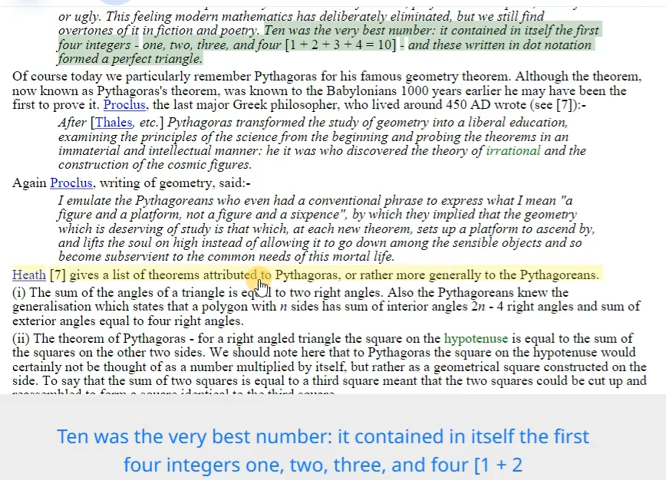 or ugly. This feeling modern mathematics has deliberately eliminated, but we still find
overtones of it in fiction and poetry. Ten was the very best number: it contained in itself the first
four integers - one, two, three, and four [1 + 2 + 3 + 4 = 10] - and these written in dot notation
formed a perfect triangle.
Of course today we particularly remember Pythagoras for his famous geometry theorem. Although the theorem,
now known as Pythagoras's theorem, was known to the Babylonians 1000 years earlier he may have been the
first to prove it. Proclus, the last major Greek philosopher, who lived around 450 AD wrote (see [7]):-
After [Thales, etc.] Pythagoras transformed the study of geometry into a liberal education,
examining the principles of the science from the beginning and probing the theorems in an
immaterial and intellectual manner: he it was who discovered the theory of irrational and the
construction of the cosmic figures.
Again Proclus, writing of geometry, said:-
I emulate the Pythagoreans who even had a conventional phrase to express what I mean "a
figure and a platform, not a figure and a sixpence", by which they implied that the geometry
which is deserving of study is that which, at each new theorem, sets up a platform to ascend by,
and lifts the soul on high instead of allowing it to go down among the sensible objects and so
become subservient to the common needs of this mortal life.
Heath [7] gives a list of theorems attributed to Pythagoras, or rather more generally to the Pythagoreans.
(i) The sum of the angles of a triangle is equal to two right angles. Also the Pythagoreans knew the
generalisation which states that a polygon with n sides has sum of interior angles 2n - 4 right angles and sum of
exterior angles equal to four right angles.
(ii) The theorem of Pythagoras - for a right angled triangle the square on the hypotenuse is equal to the sum of
the squares on the other two sides. We should note here that to Pythagoras the square on the hypotenuse would
certainly not be thought of as a number multiplied by itself, but rather as a geometrical square constructed on the
side. To say that the sum of two squares is equal to a third square meant that the two squares could be cut up and
reassembled to form a square identical to the third square.
Ten was the very best number: it contained in itself the first
four integers one, two, three, and four [1 + 2